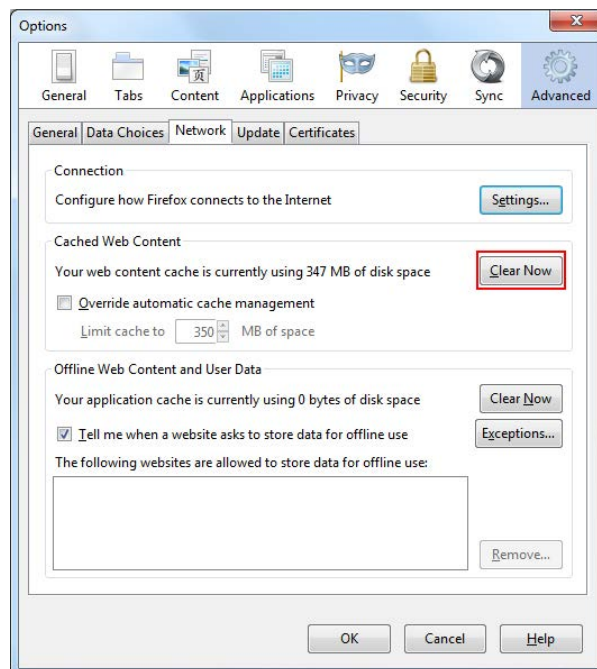 Options
General Tabs Content Applications Privacy Security Sync Advanced
General Data Choices Network Update Certificates
Connection
Configure how Firefox connects to the Internet Settings...
Cached Web Content
Your web content cache is currently using 347 MB of disk space Clear Now
Override automatic cache management
Limit cache to 350 MB of space
Offline Web Content and User Data
Your application cache is currently using 0 bytes of disk space Clear Now
Tell me when a website asks to store data for offline use Exceptions...
The following websites are allowed to store data for offline use:
Remove...
OK Cancel Help